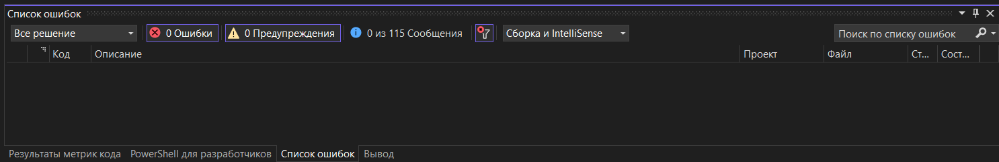 Список ошибок
Все решение 0 Ошибки 0 Предупреждения 0 из 115 Сообщения Сборка и IntelliSense Поиск по списку ошибок
Код Описание Проект Файл Ст... Сост...
Результаты метрик кода PowerShell для разработчиков Список ошибок Вывод